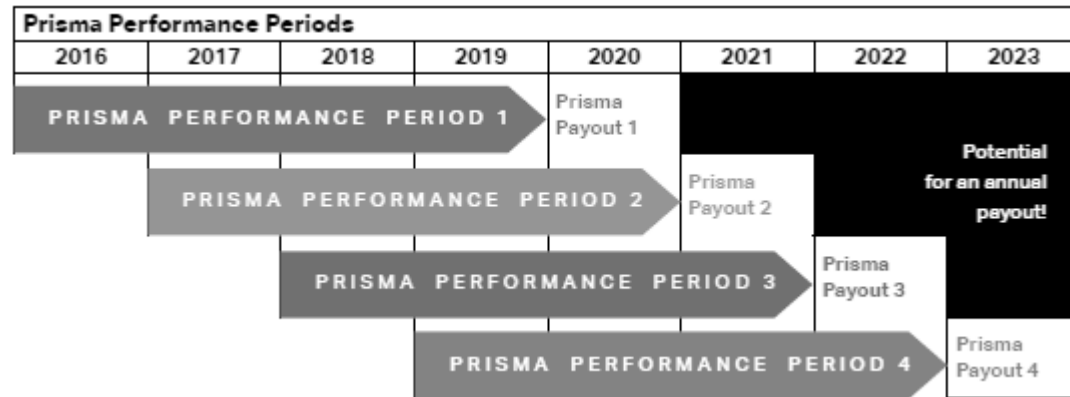 Prisma Performance Periods
2016 2017 2018 2019 2020 2021 2022 2023
PRISMA PERFORMANCE PERIOD 1
Prisma
Payout 1
Potential
for an annual
payout!
PRISMA PERFORMANCE PERIOD 2
Prisma
Payout 2
PRISMA PERFORMANCE PERIOD 3
Prisma
Payout 3
PRISMA PERFORMANCE PERIOD 4
Prisma
Payout 4